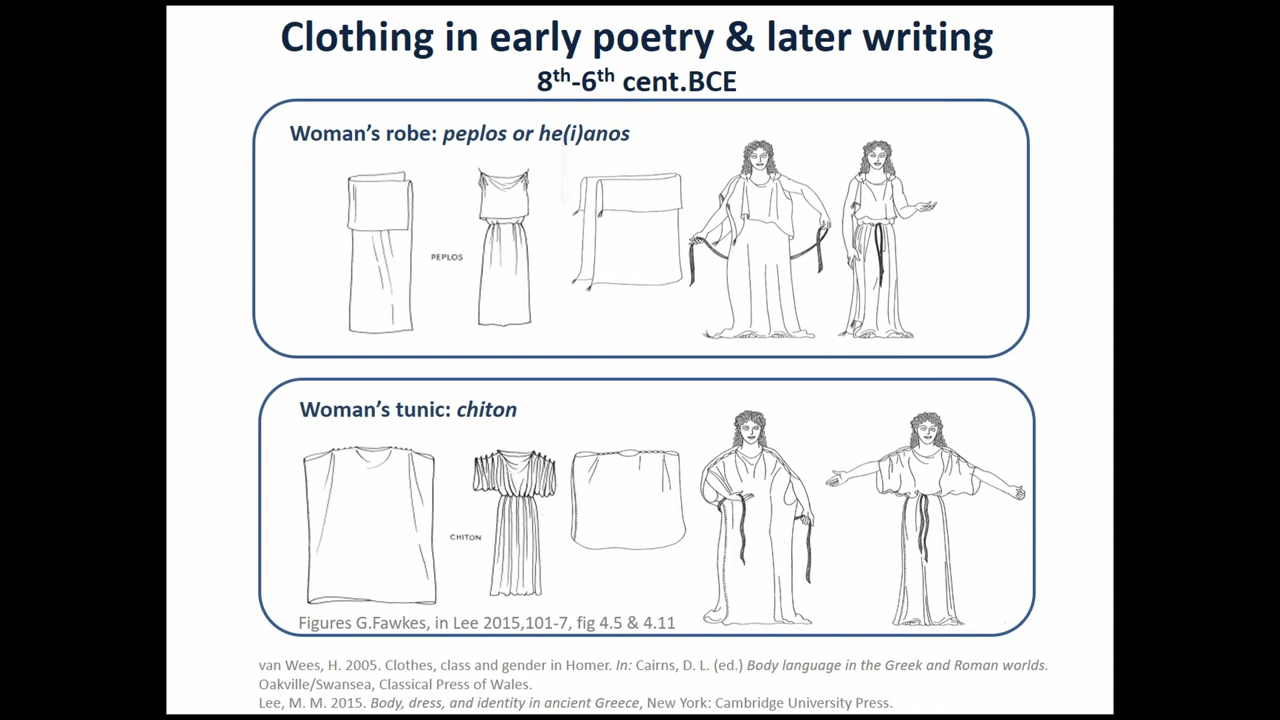 Clothing in early poetry & later writing
8th-6th cent.BCE
Woman's robe: peplos or he(i)anos
PEPLOS
Woman's tunic: chiton
CHITON
Figures G.Fawkes, in Lee 2015,101-7, fig 4.5 & 4.11
van Wees, H. 2005. Clothes, class and gender in Homer. In: Cairns, D. L. (ed.) Body language in the Greek and Roman worlds.
Oakville/Swansea, Classical Press of Wales.
Lee, M. M. 2015. Body, dress, and identity in ancient Greece, New York: Cambridge University Press.